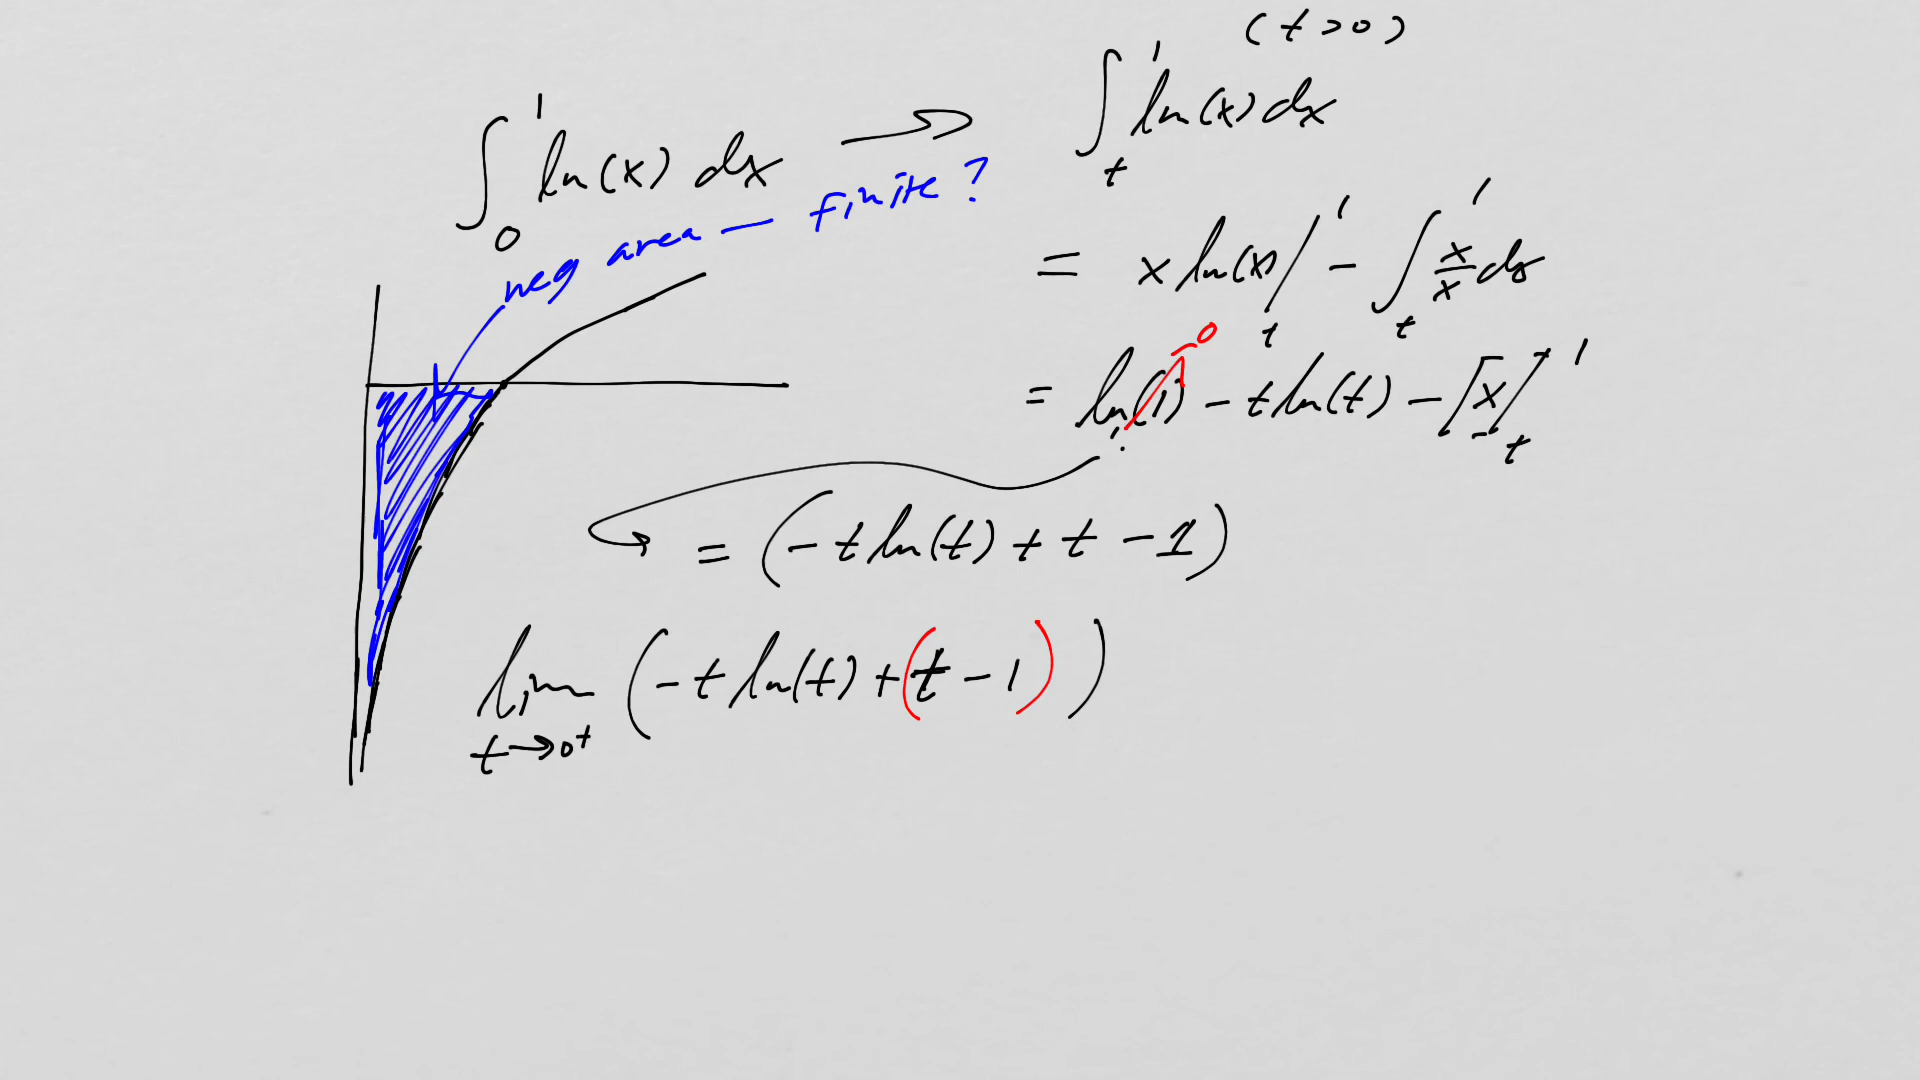 ∫₀¹ ln(x) dx →
neg area — finite?
(t>0)
∫ₜ¹ ln(x) dx
= x ln(x) |ₜ¹ - ∫ₜ¹ x/x dx
= ln(1) →0 - t ln(t) - [x]ₜ¹
= (-t ln(t) + t - 1)
lim t→0⁺ (-t ln(t) + (t - 1))